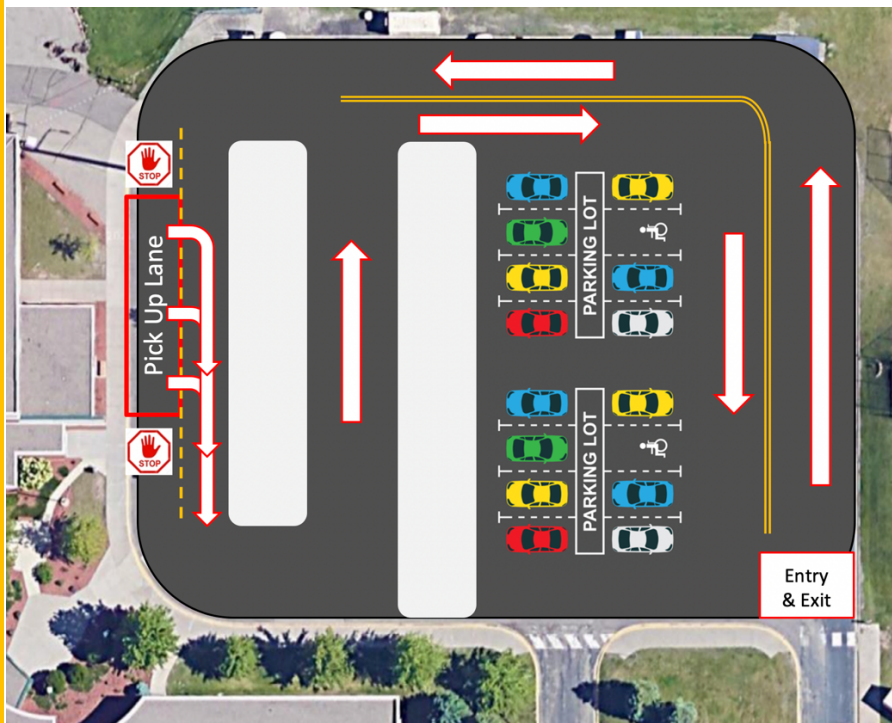 STOP
Pick Up Lane
STOP
PARKING LOT
PARKING LOT
Entry
& Exit